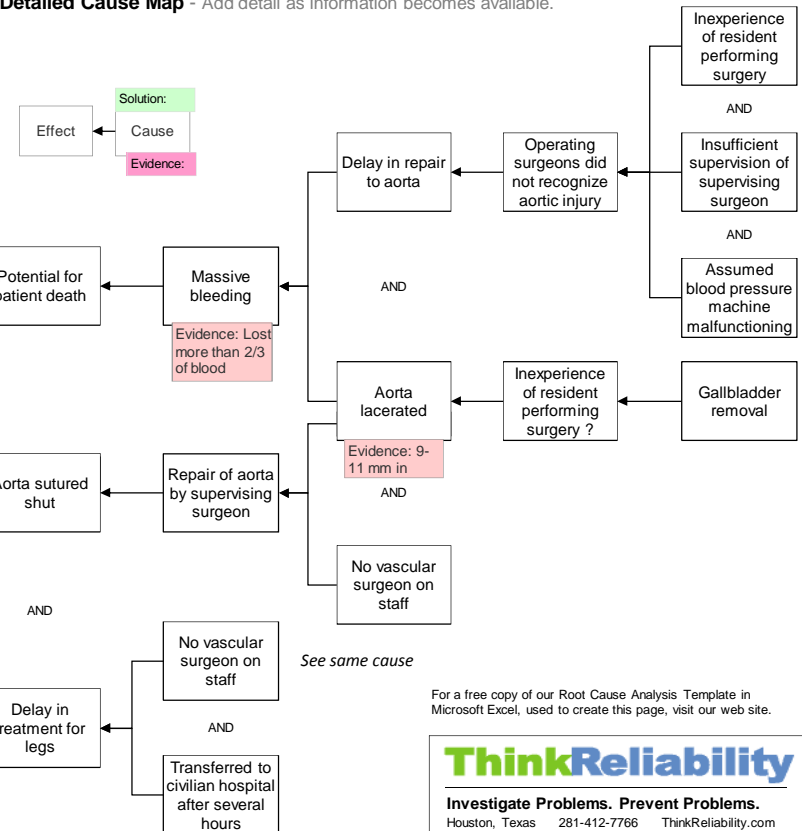 Detailed Cause Map - Add detail as information becomes available.
Inexperience
of resident
performing
surgery
AND
Solution:
Effect
Cause
Evidence:
Delay in repair
to aorta
Operating
surgeons did
not recognize
aortic injury
Insufficient
supervision of
supervising
surgeon
AND
Potential for
patient death
Massive
bleeding
AND
Assumed
blood pressure
machine
malfunctioning
Evidence: Lost
more than 2/3
of blood
Aorta
lacerated
Inexperience
of resident
performing
surgery ?
Gallbladder
removal
Evidence: 9-
11 mm in
AND
Aorta sutured
shut
Repair of aorta
by supervising
surgeon
No vascular
surgeon on
staff
AND
No vascular
surgeon on
staff
See same cause
Delay in
treatment for
legs
AND
Transferred to
civilian hospital
after several
hours
For a free copy of our Root Cause Analysis Template in
Microsoft Excel, used to create this page, visit our web site.
ThinkReliability
Investigate Problems. Prevent Problems.
Houston, Texas 281-412-7766 ThinkReliability.com